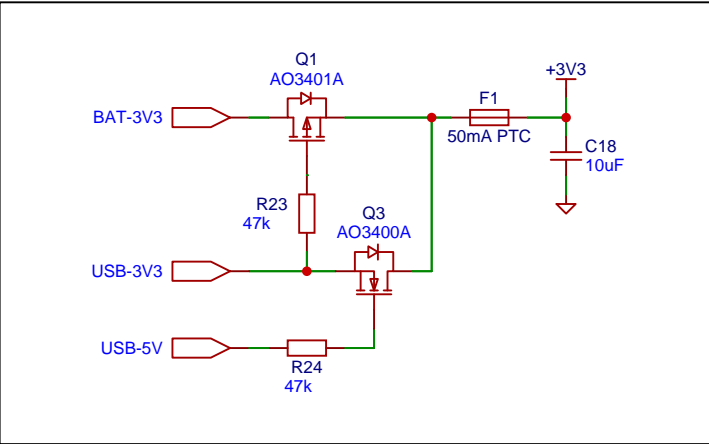 Q1
AO3401A
BAT-3V3
F1
50mA PTC
+3V3
C18
10uF
R23
47k
Q3
AO3400A
USB-3V3
USB-5V
R24
47k